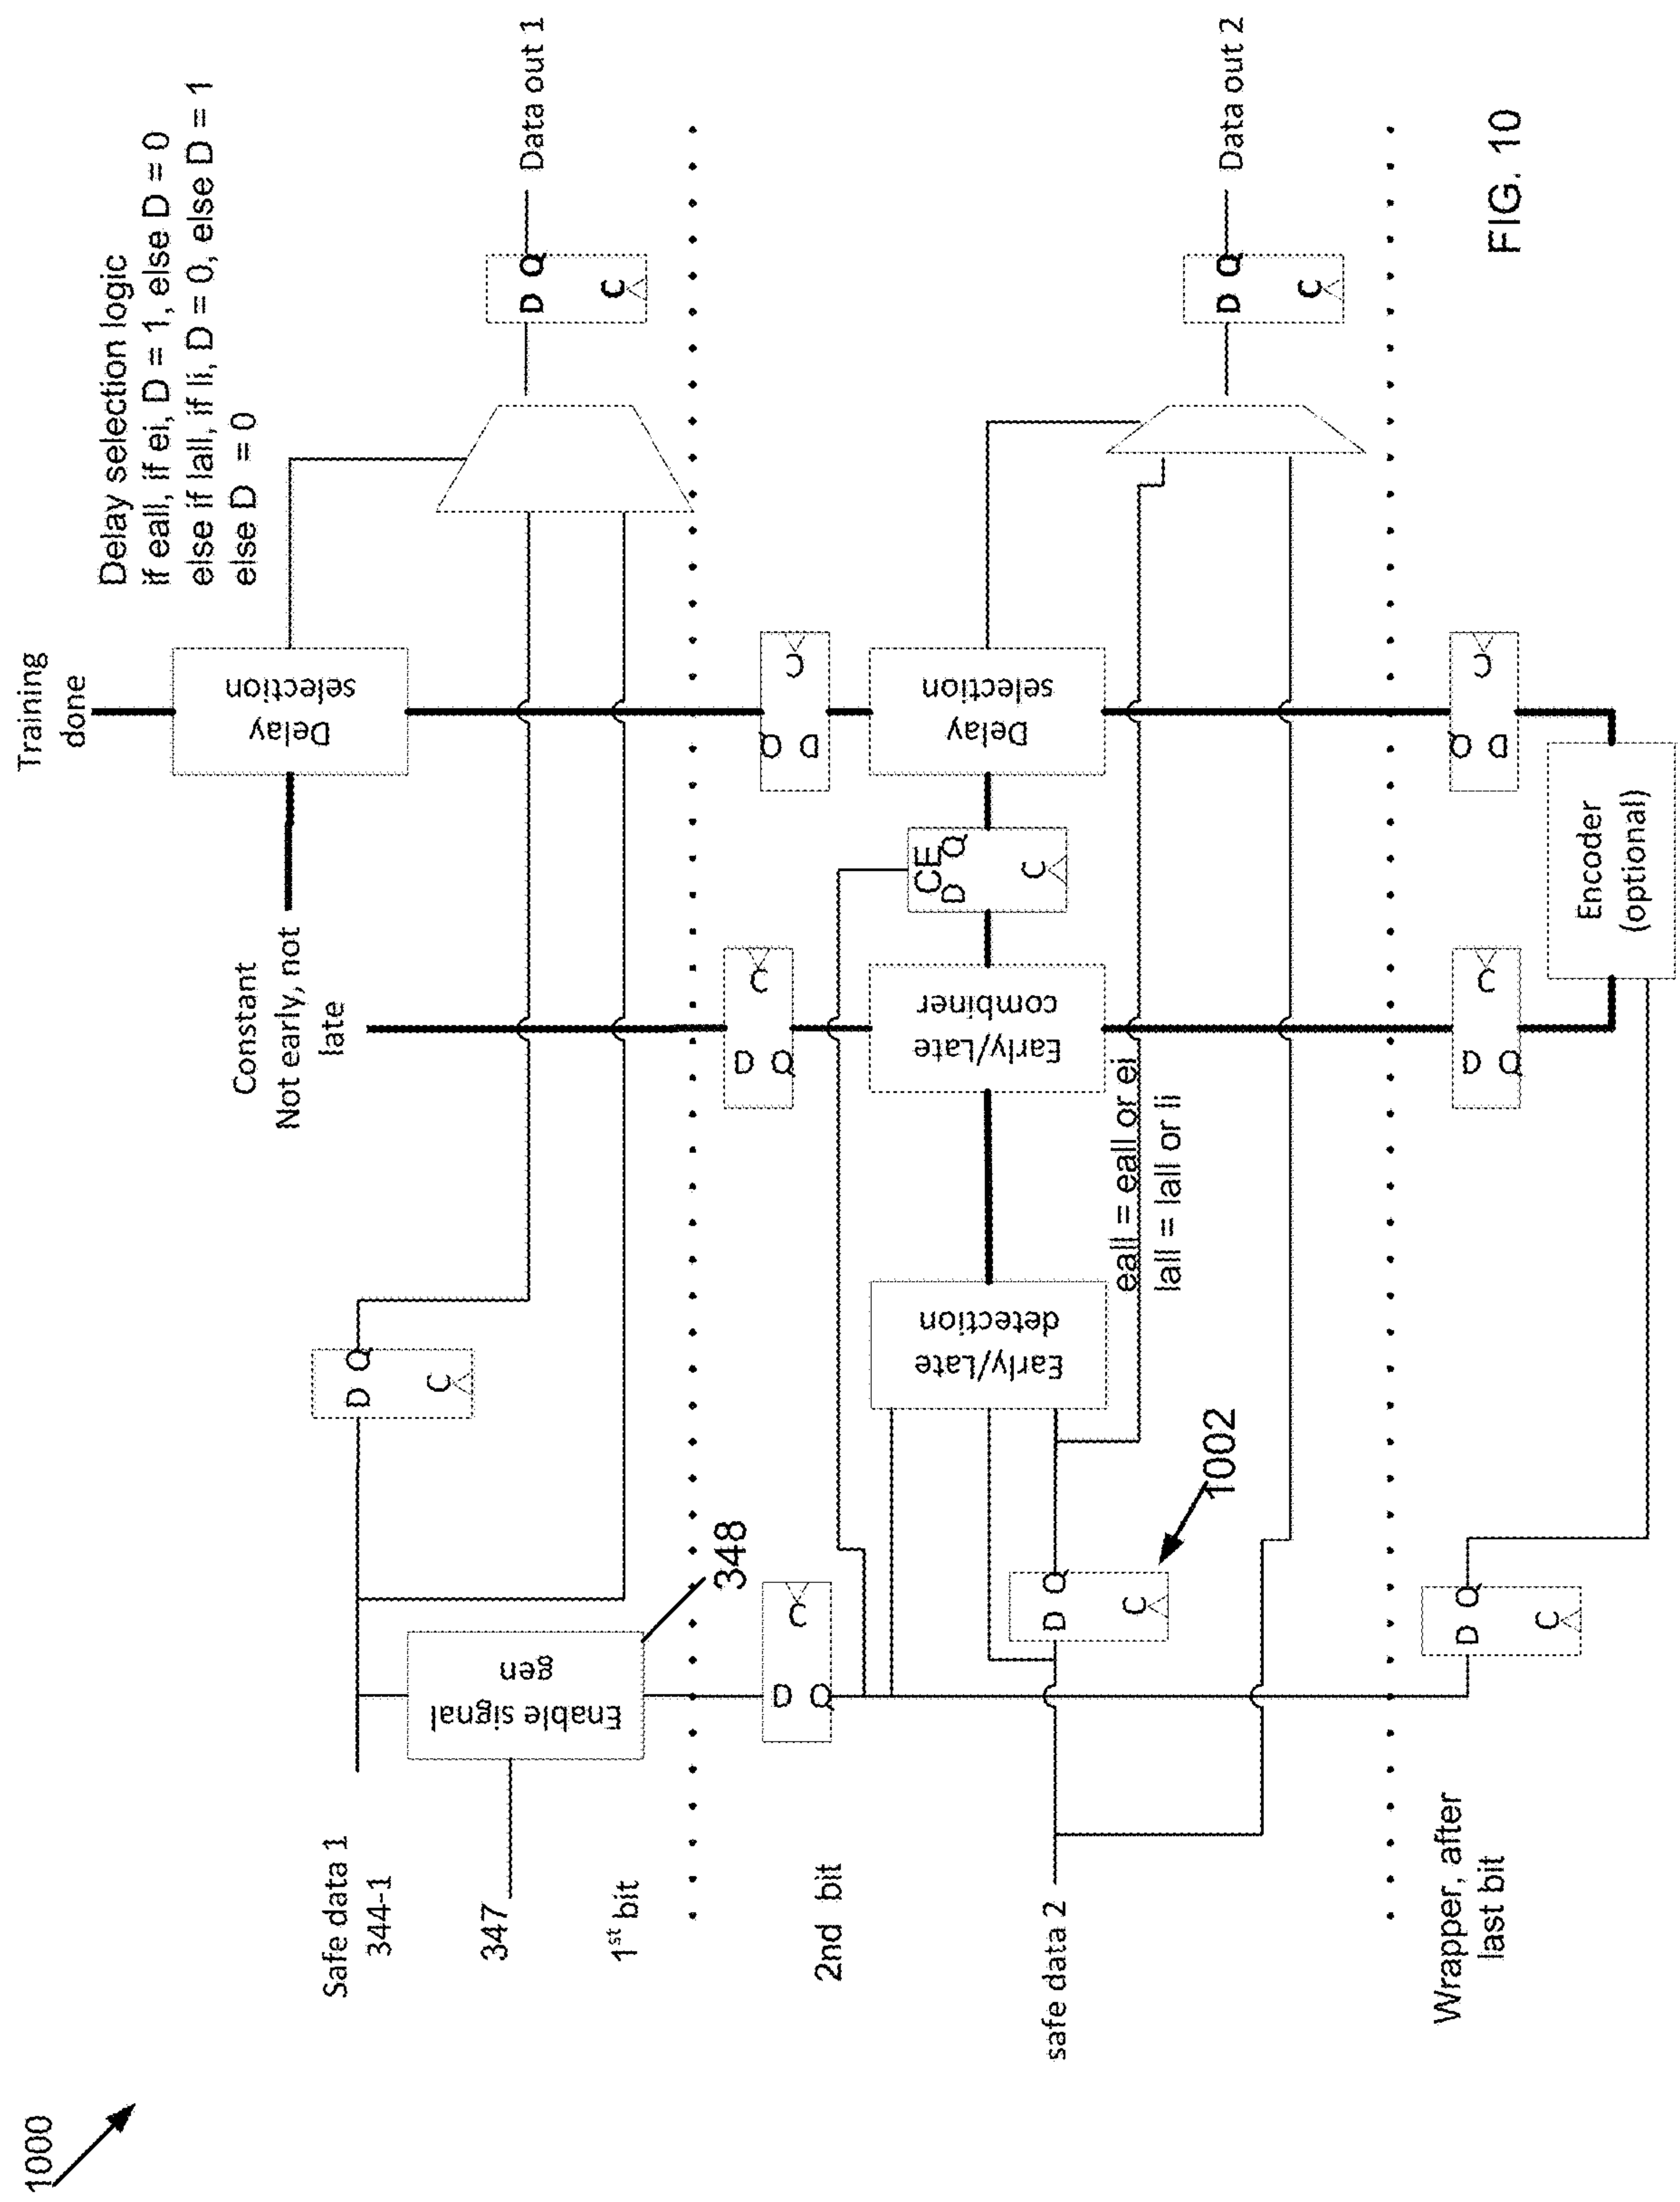 1000
Training
done
Delay selection logic
if eall, if ei, D = 1, else D = 0
else if lall, if li, D = 0, else D = 1
else D = 0
Delay
selection
Constant
Not early, not
late
Safe data 1
344-1
D Q
C
347
Enable signal
gen
348
D Q
C
Data out 1
1st bit
2nd bit
D Q
C
D Q
C
D Q
C
Early/Late
detection
Early/Late
combiner
CE
D Q
C
Delay
selection
safe data 2
D Q
C
1002
eall = eall or ei
lall = lall or li
D Q
C
Data out 2
Wrapper, after
last bit
D Q
C
D Q
C
D Q
C
Encoder
(optional)
FIG. 10